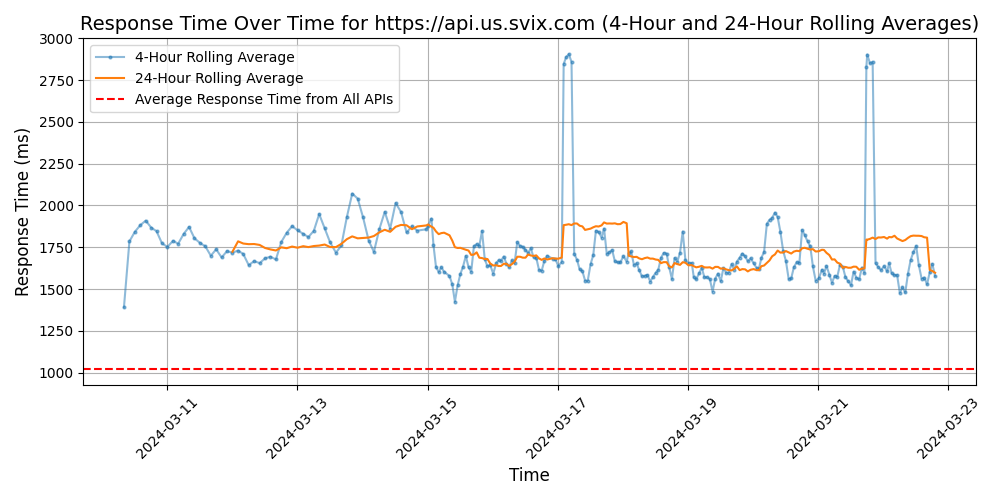 Response Time Over Time for https://api.us.svix.com (4-Hour and 24-Hour Rolling Averages)
4-Hour Rolling Average
24-Hour Rolling Average
Average Response Time from All APIs
Response Time (ms)
3000
2750
2500
2250
2000
1750
1500
1250
1000
2024-03-11
2024-03-13
2024-03-15
2024-03-17
2024-03-19
2024-03-21
2024-03-23
Time